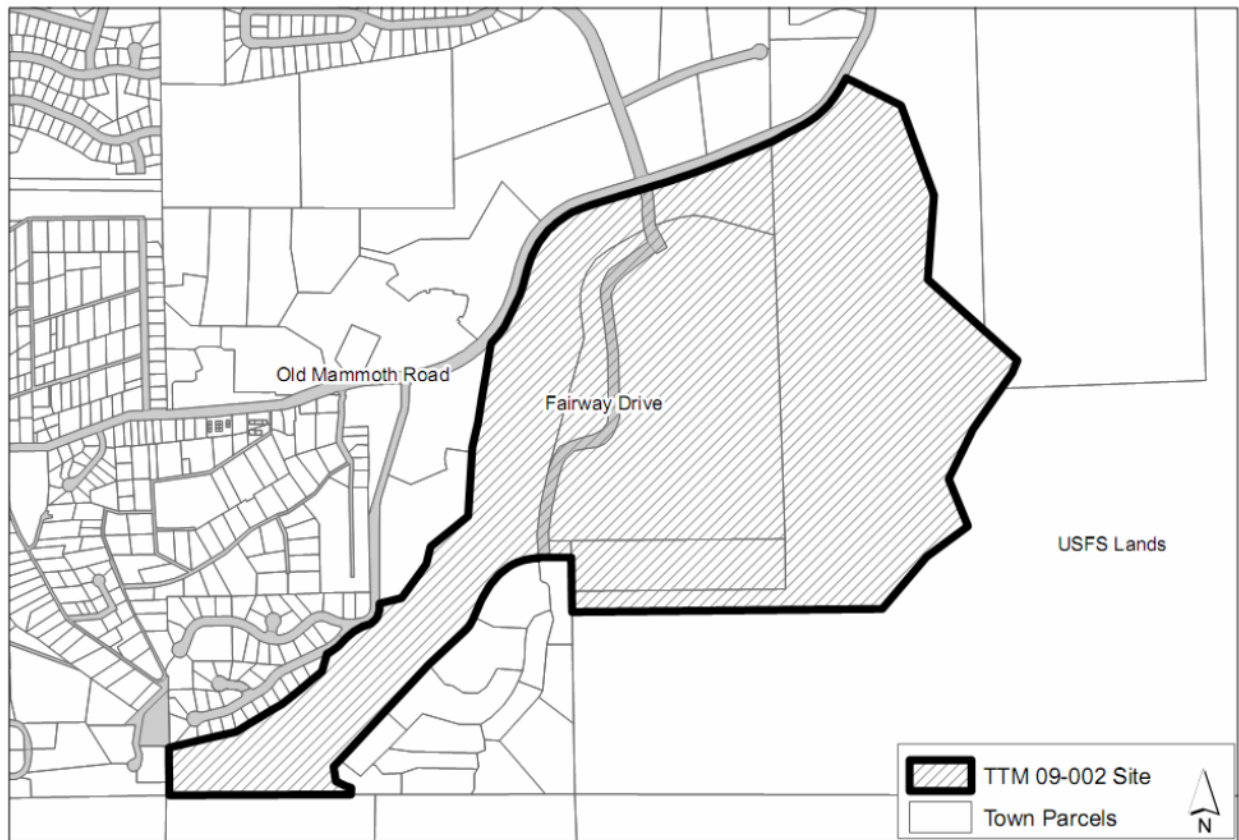 Old Mammoth Road
Fairway Drive
USFS Lands
TTM 09-002 Site
Town Parcels
N